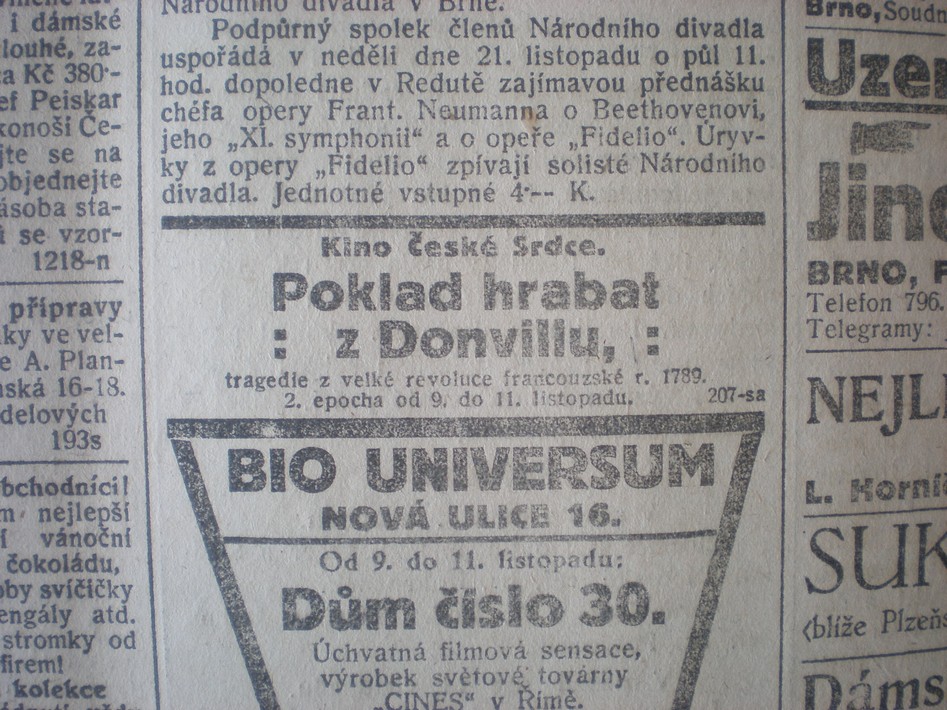 i dámské
louhé, za-
a Kč 380·-
ef Peiskar
konoši Če-
jte se na
objednejte
ásoba sta-
se vzor-
1218-n
přípravy
ky ve vel-
e A. Plan-
ská 16-18.
delových
193s
bchodníci!
m nejlepší
í vánoční
čokoládu,
oby svíčičky
engály atd.
stromky od
firem!
kolekce
Národního divadla v Brně.
Podpůrný spolek členů Národního divadla
uspořádá v neděli dne 21. listopadu o půl 11.
hod. dopoledne v Redutě zajímavou přednášku
chéfa opery Frant. Neumanna o Beethovenovi,
jeho „XI. symphonii“ a o opeře „Fidelio“. Úryv-
ky z opery „Fidelio“ zpívají solisté Národního
divadla. Jednotné vstupné 4·-- K.
Kino České Srdce.
Poklad hrabat
: z Donvillu, :
tragedie z velké revoluce francouzské r. 1789.
2. epocha od 9. do 11. listopadu. 207-sa
BIO UNIVERSUM
NOVÁ ULICE 16.
Od 9. do 11. listopadu:
Dům číslo 30.
Úchvatná filmová sensace,
výrobek světové továrny
„CINES“ v Římě.
Brno, Soudn
Uzen
Jind
BRNO,
Telefon 796.
Telegramy:
NEJL
L. Horníč
SUK
(blíže Plzeňs
Dáms